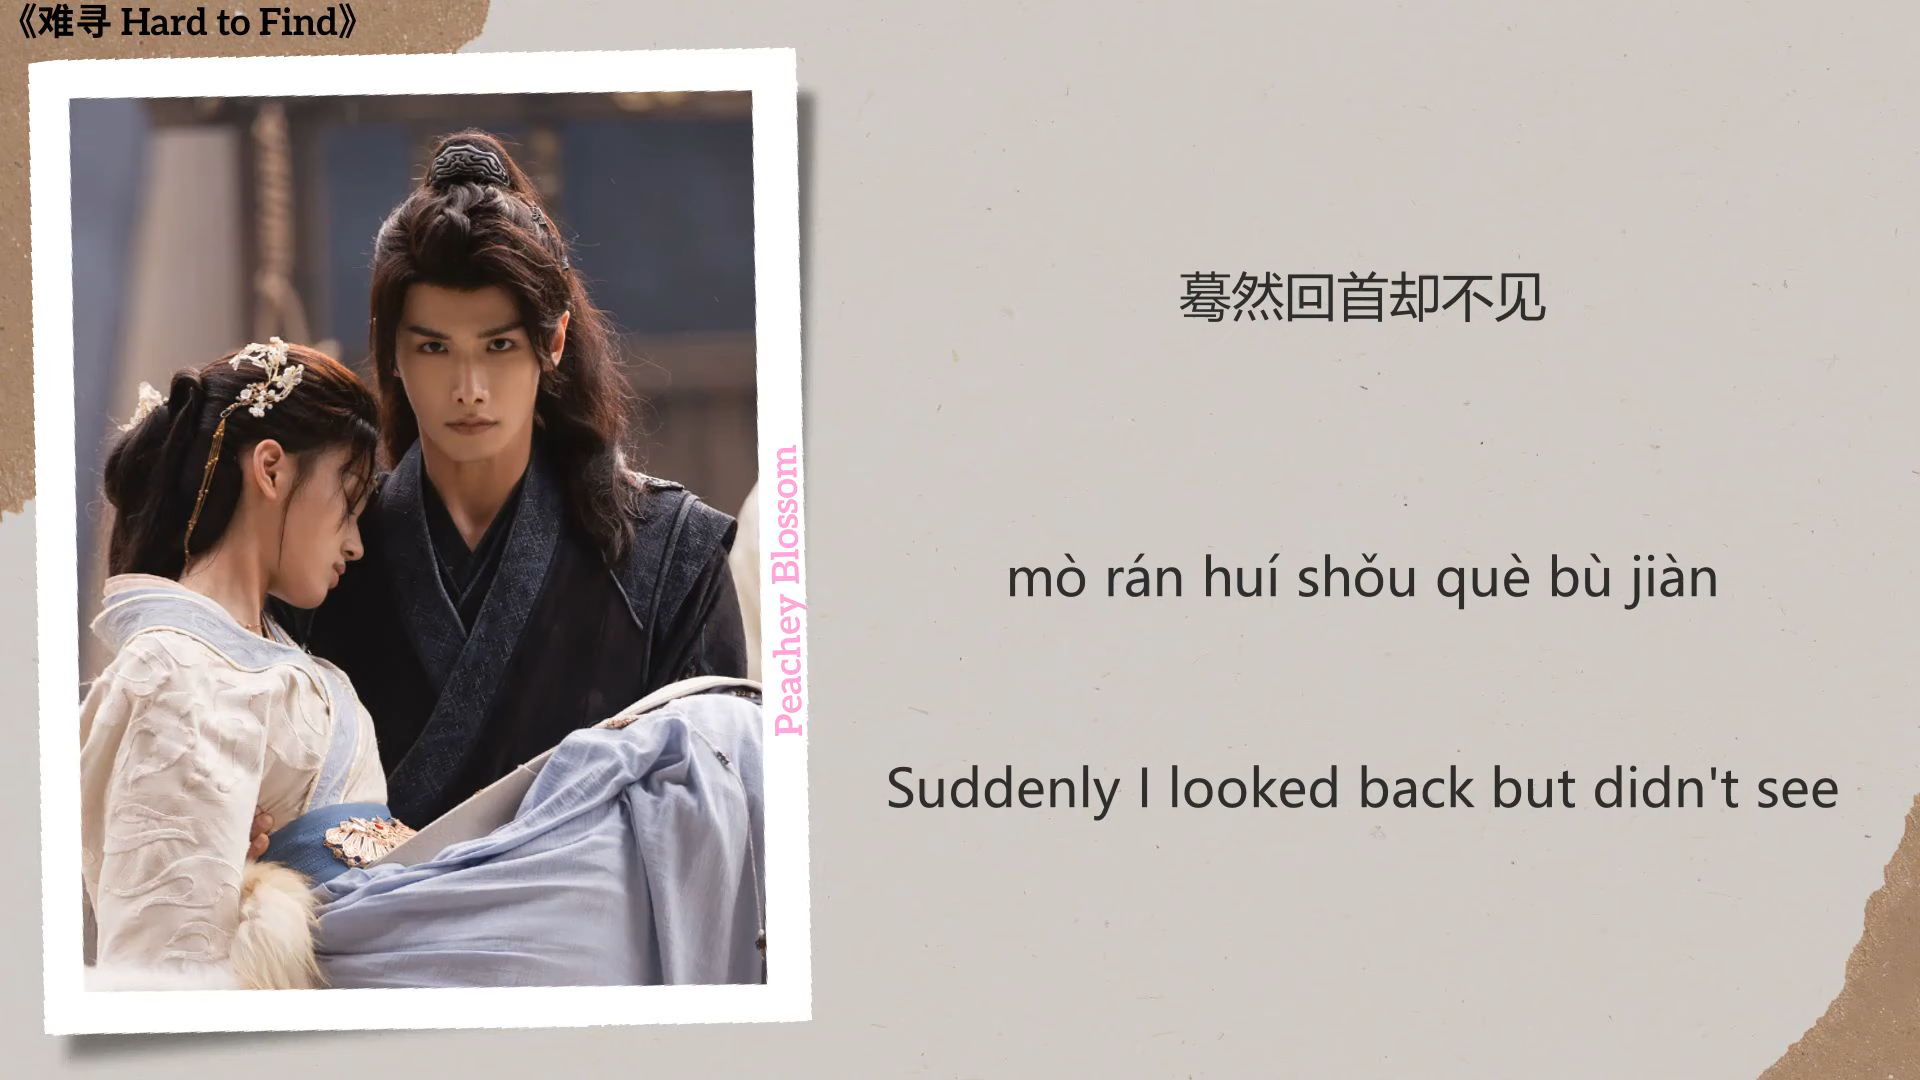 《难寻 Hard to Find》
蓦然回首却不见
mò rán huí shǒu què bù jiàn
Suddenly I looked back but didn't see
Peachey Blossom